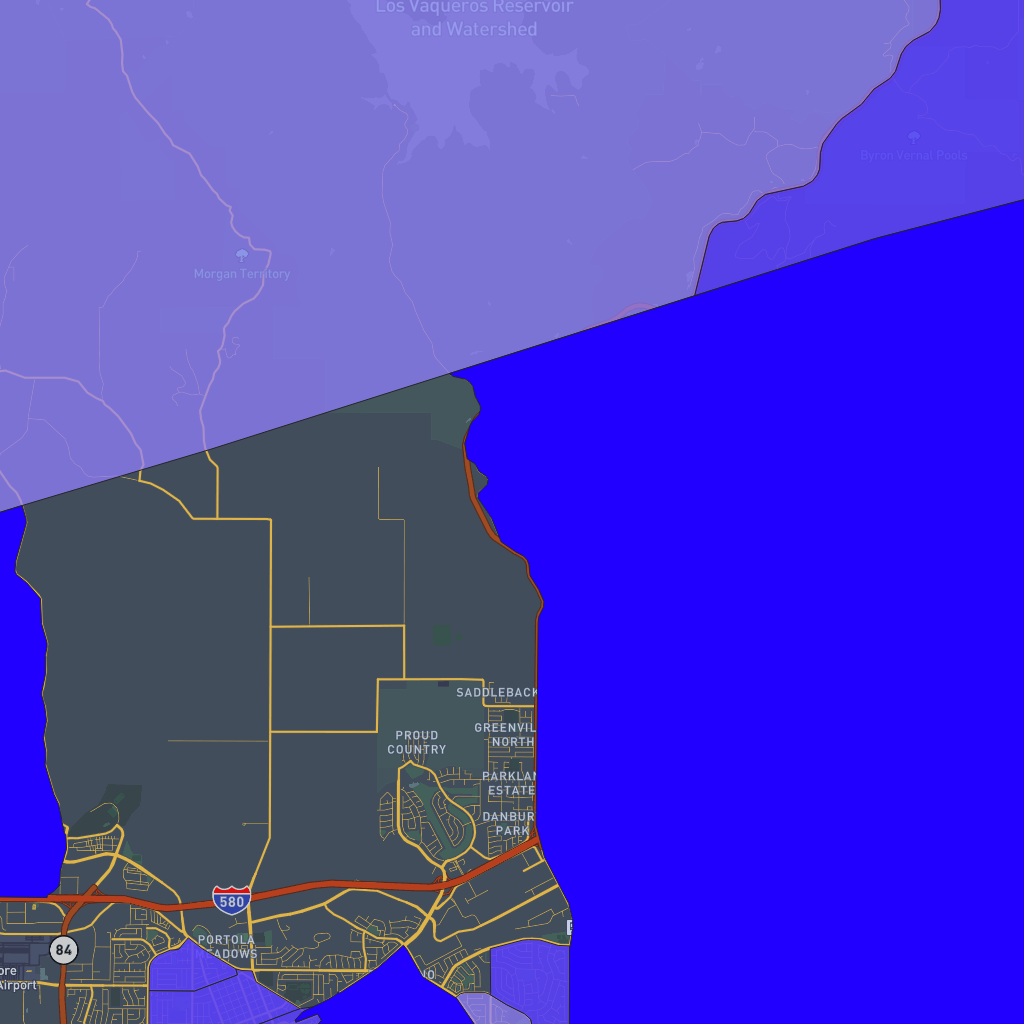 Los Vaqueros Reservoir
and Watershed
Byron Vernal Pools
Morgan Territory
SADDLEBACK
GREENVIL
NORTH
PROUD
COUNTRY
PARKLAN
ESTATE
DANBUR
PARK
580
PORTOLA
EADOWS
84
ore
Airport